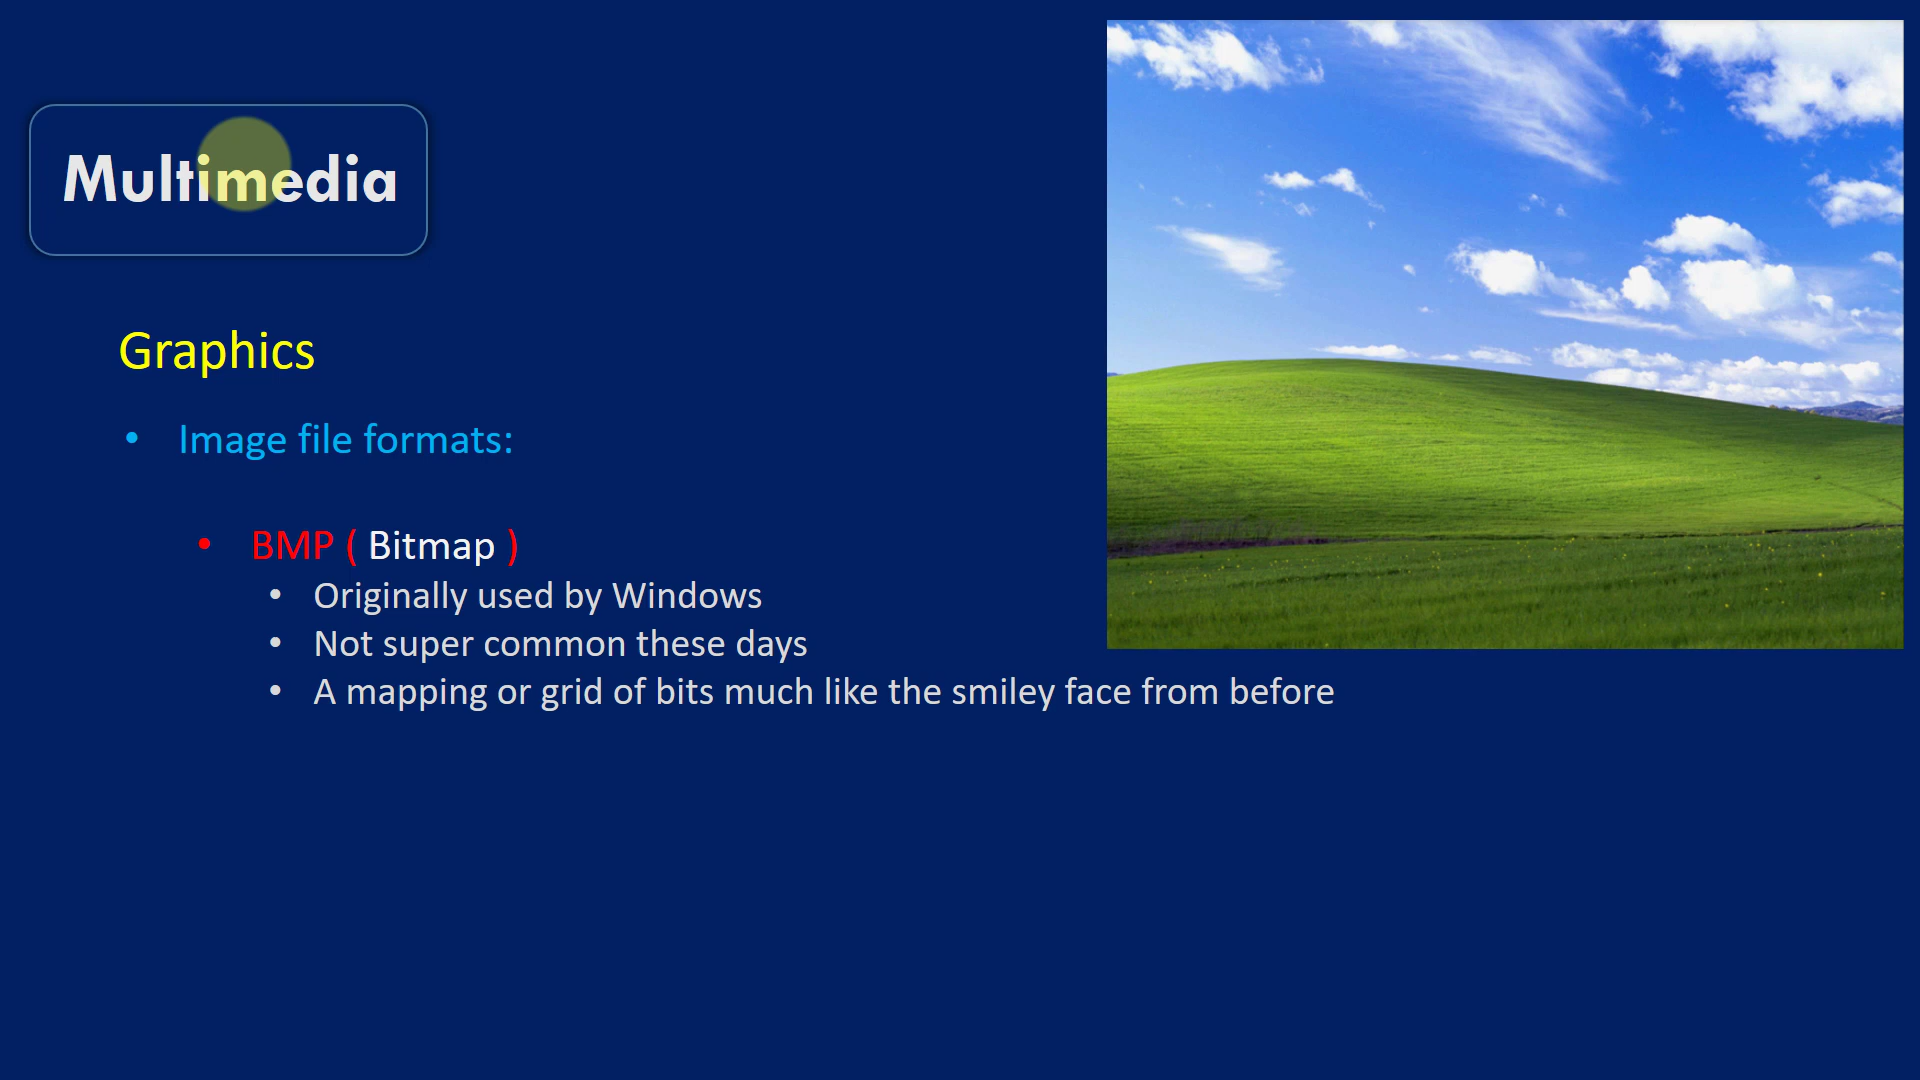 Multimedia
Graphics
• Image file formats:
• BMP ( Bitmap )
• Originally used by Windows
• Not super common these days
• A mapping or grid of bits much like the smiley face from before